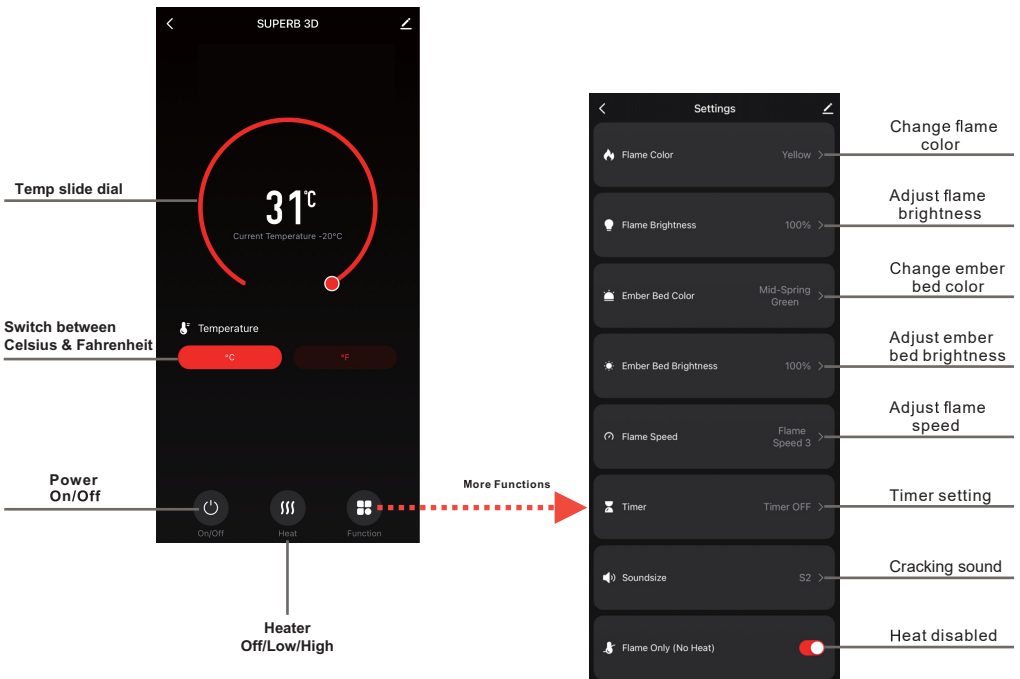 SUPERB 3D
Temp slide dial
31°C
Current Temperature -20°C
Switch between
Celsius & Fahrenheit
Temperature
°C
°F
Power
On/Off
On/Off
Heat
Function
Heater
Off/Low/High
More Functions
Settings
Flame Color
Yellow
Change flame
color
Flame Brightness
100%
Adjust flame
brightness
Ember Bed Color
Mid-Spring
Green
Change ember
bed color
Ember Bed Brightness
100%
Adjust ember
bed brightness
Flame Speed
Flame
Speed 3
Adjust flame
speed
Timer
Timer OFF
Timer setting
Soundsize
S2
Cracking sound
Flame Only (No Heat)
Heat disabled